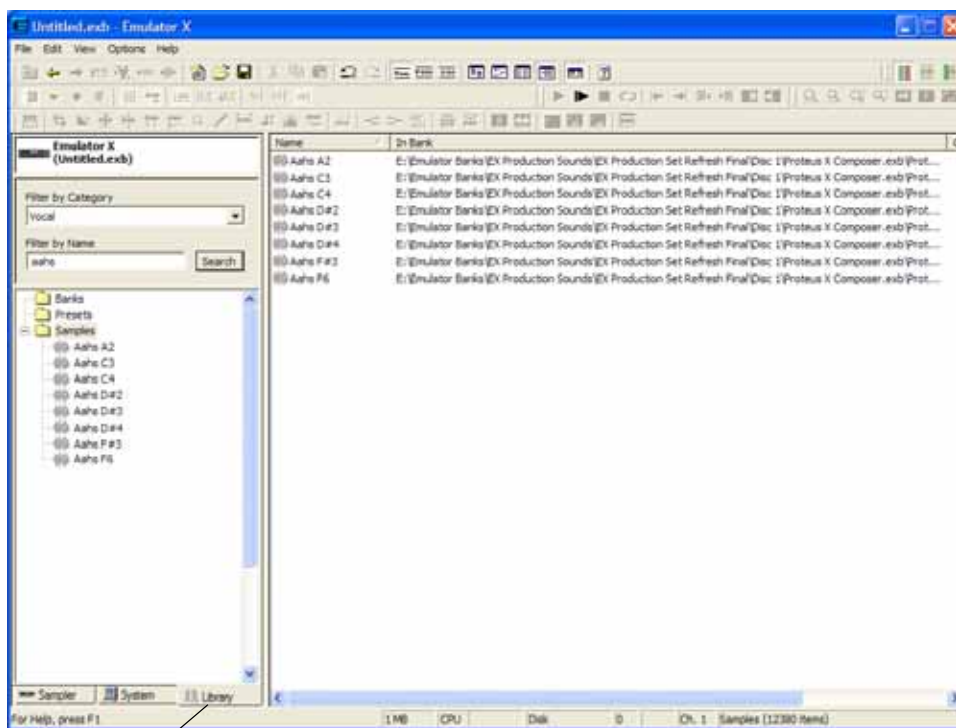 Untitled.exb - Emulator X
File Edit View Options Help
Emulator X
(Untitled.exb)
Filter by Category
Vocal
Filter by Name
aahs
Search
Banks
Presets
Samples
Aahs A2
Aahs C3
Aahs C4
Aahs D#2
Aahs D#3
Aahs D#4
Aahs F#3
Aahs F6
Sampler System Library
Name In Bank
Aahs A2 E:\Emulator Banks\EX Production Sounds\EX Production Set Refresh Final\Disc 1\Proteus X Composer.exb\Prot....
Aahs C3 E:\Emulator Banks\EX Production Sounds\EX Production Set Refresh Final\Disc 1\Proteus X Composer.exb\Prot....
Aahs C4 E:\Emulator Banks\EX Production Sounds\EX Production Set Refresh Final\Disc 1\Proteus X Composer.exb\Prot....
Aahs D#2 E:\Emulator Banks\EX Production Sounds\EX Production Set Refresh Final\Disc 1\Proteus X Composer.exb\Prot....
Aahs D#3 E:\Emulator Banks\EX Production Sounds\EX Production Set Refresh Final\Disc 1\Proteus X Composer.exb\Prot....
Aahs D#4 E:\Emulator Banks\EX Production Sounds\EX Production Set Refresh Final\Disc 1\Proteus X Composer.exb\Prot....
Aahs F#3 E:\Emulator Banks\EX Production Sounds\EX Production Set Refresh Final\Disc 1\Proteus X Composer.exb\Prot....
Aahs F6 E:\Emulator Banks\EX Production Sounds\EX Production Set Refresh Final\Disc 1\Proteus X Composer.exb\Prot....
For Help, press F1 1 MB CPU Disk 0 Ch. 1 Samples (12380 items)